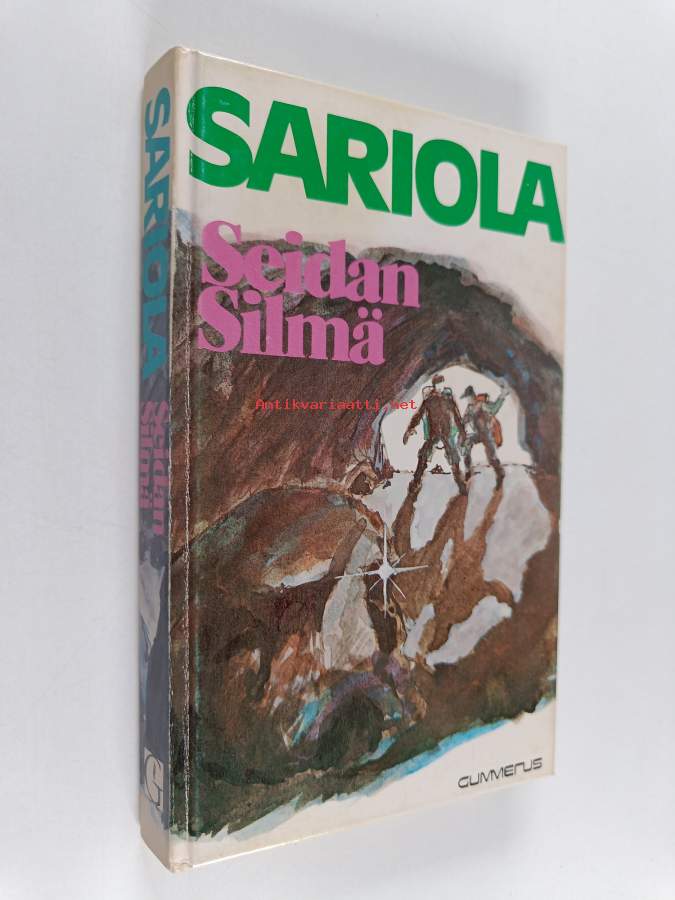 SARIOLA
Seidan
Silmä
Antikvariaatti.net
GUMMERUS
SARIOLA
Seidan
Silmä
G